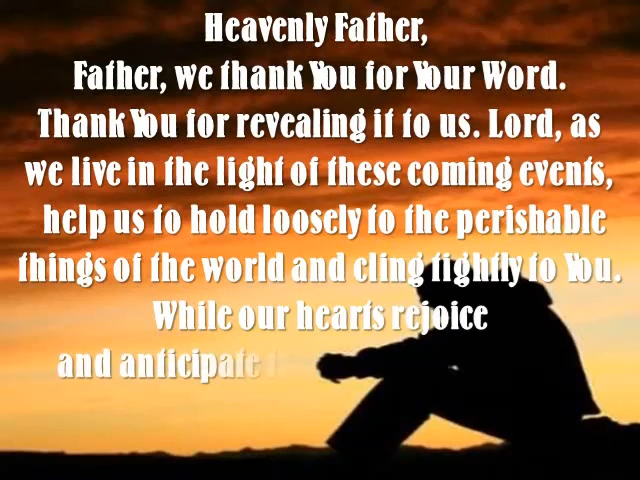 Heavenly Father,
Father, we thank You for Your Word.
Thank You for revealing it to us. Lord, as
we live in the light of these coming events,
help us to hold loosely to the perishable
things of the world and cling tightly to You.
While our hearts rejoice
and anticipate